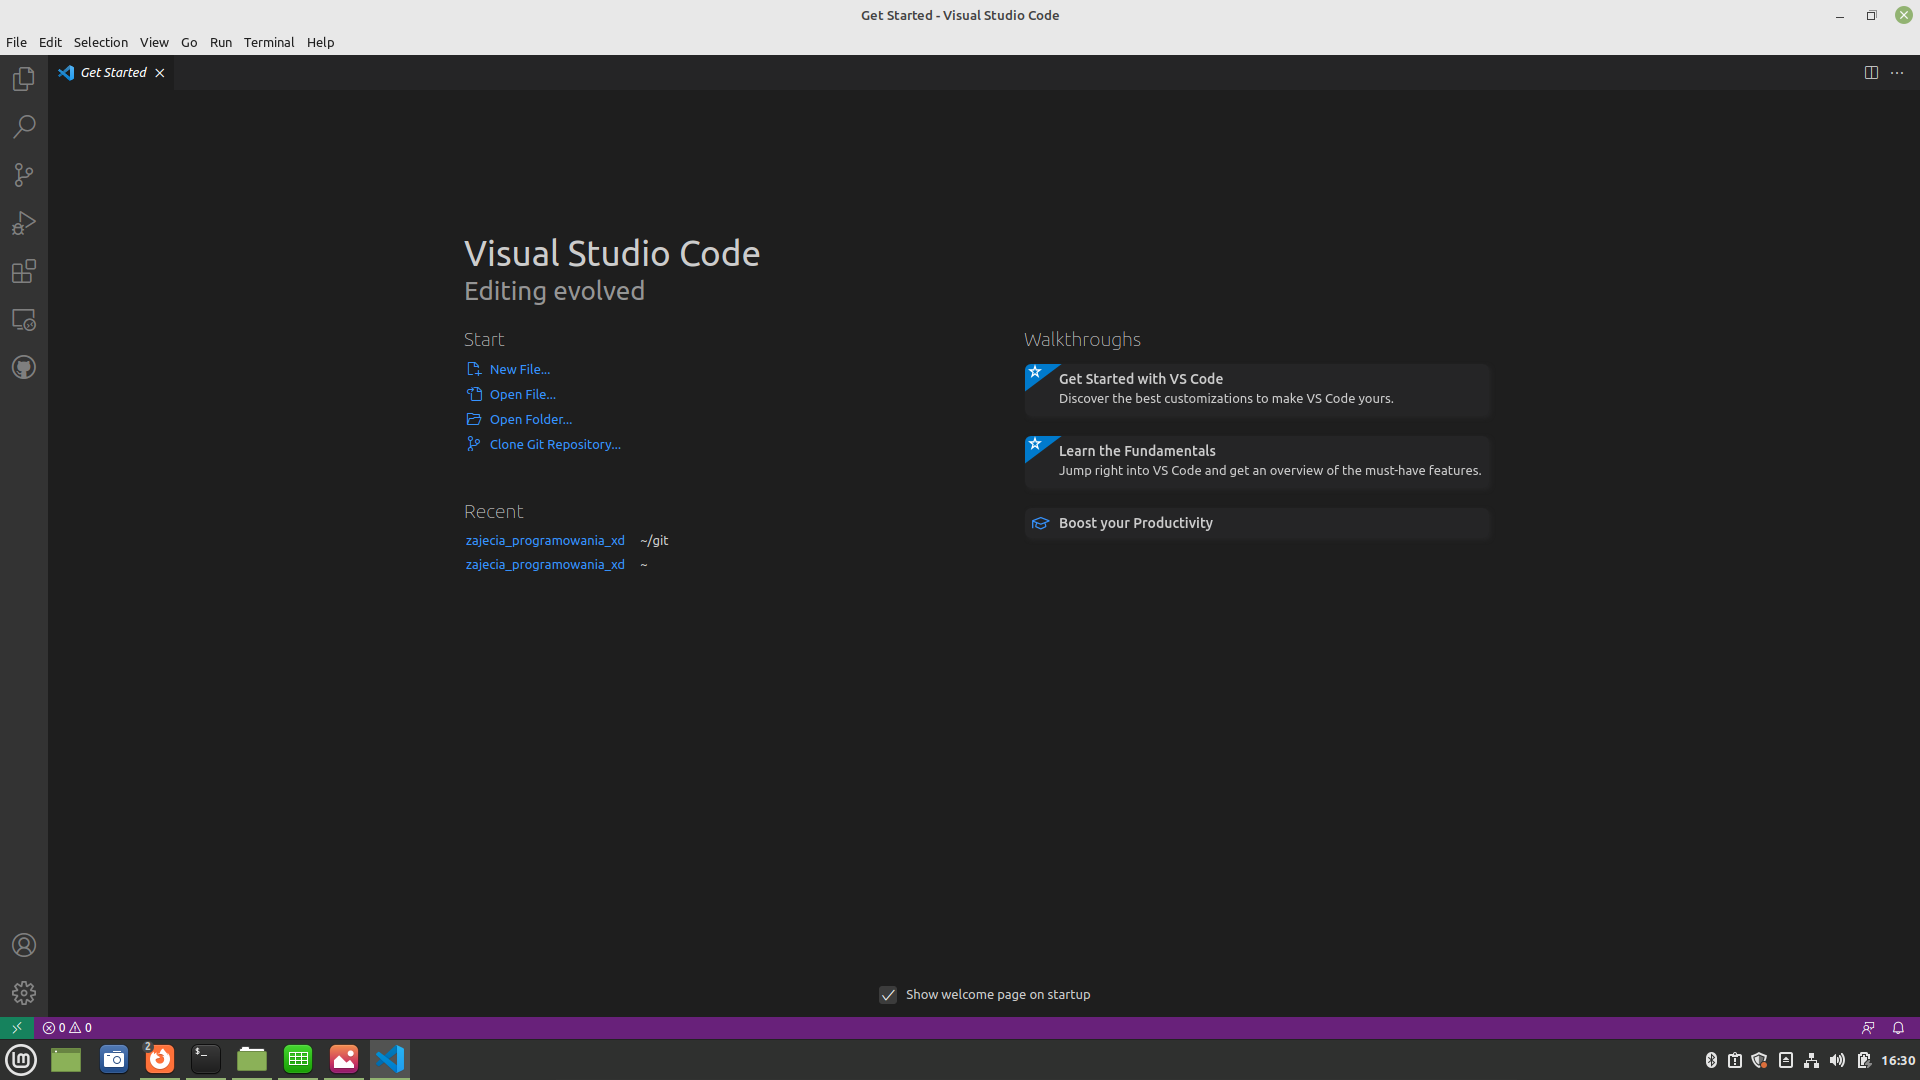 Get Started - Visual Studio Code
File Edit Selection View Go Run Terminal Help
Get Started
Visual Studio Code
Editing evolved
Start
New File...
Open File...
Open Folder...
Clone Git Repository...
Recent
zajecia_programowania_xd ~/git
zajecia_programowania_xd ~
Walkthroughs
Get Started with VS Code
Discover the best customizations to make VS Code yours.
Learn the Fundamentals
Jump right into VS Code and get an overview of the must-have features.
Boost your Productivity
Show welcome page on startup
0 0
2
$_
lm
16:30